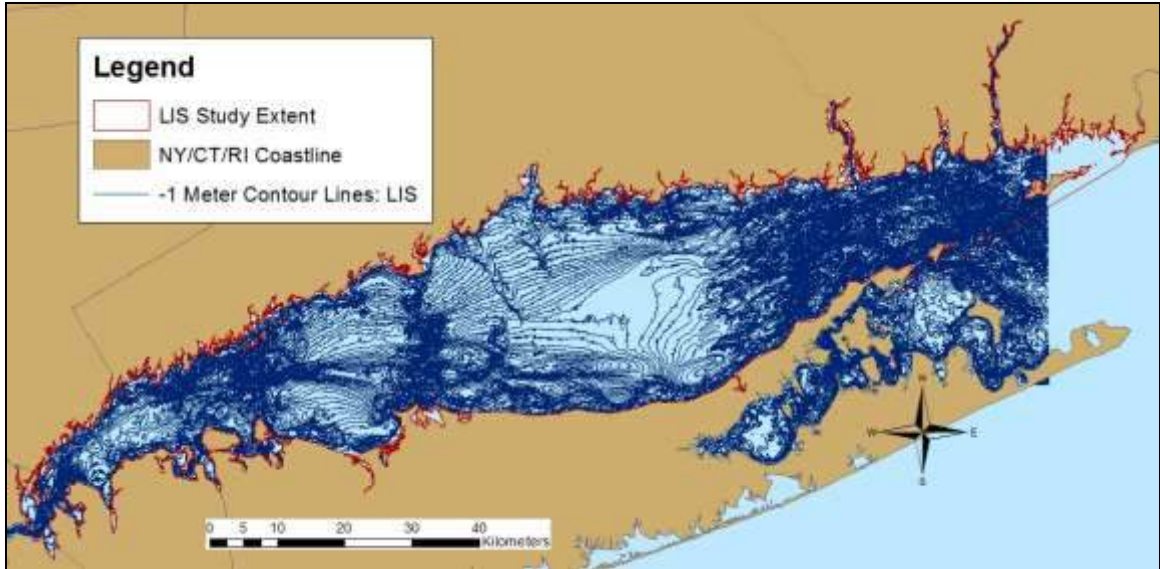 Legend
LIS Study Extent
NY/CT/RI Coastline
-1 Meter Contour Lines: LIS
N
W E
S
0 5 10 20 30 40
Kilometers